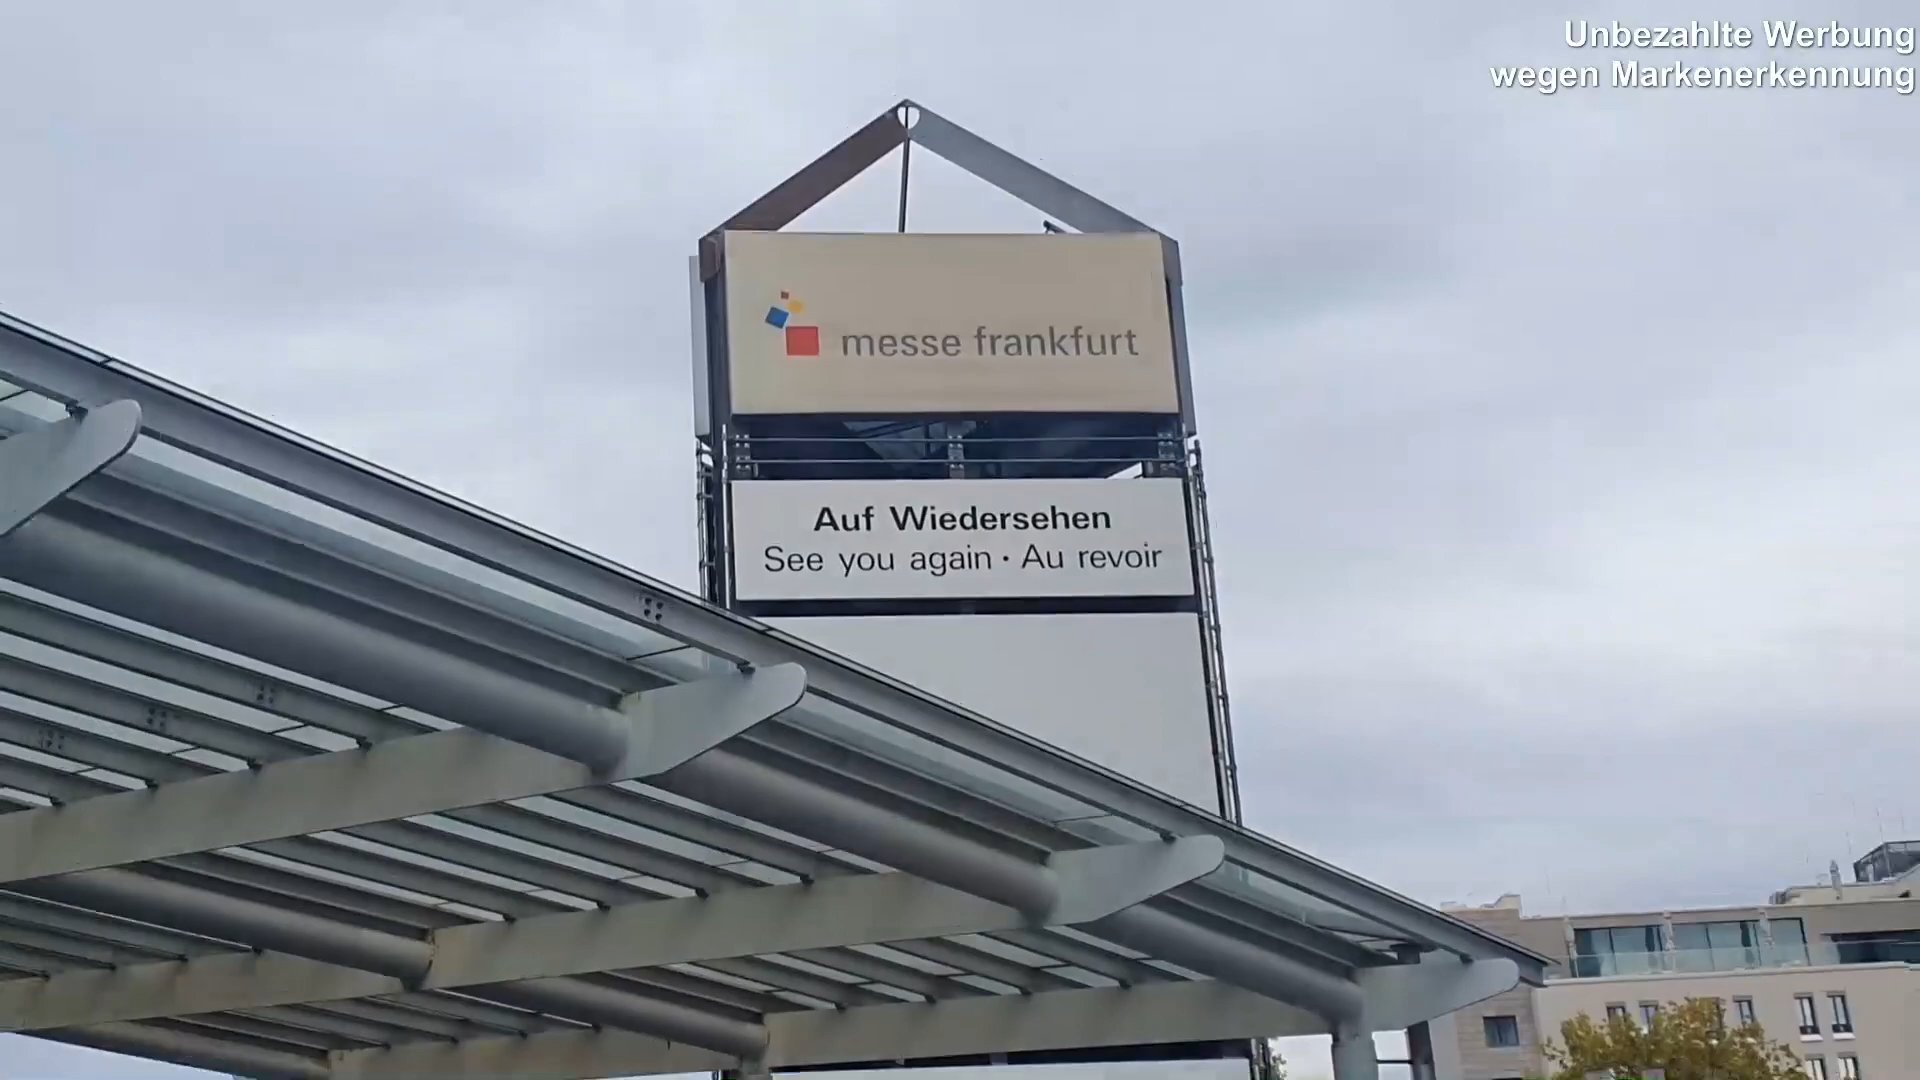 Unbezahlte Werbung
wegen Markenerkennung
messe frankfurt
Auf Wiedersehen
See you again · Au revoir